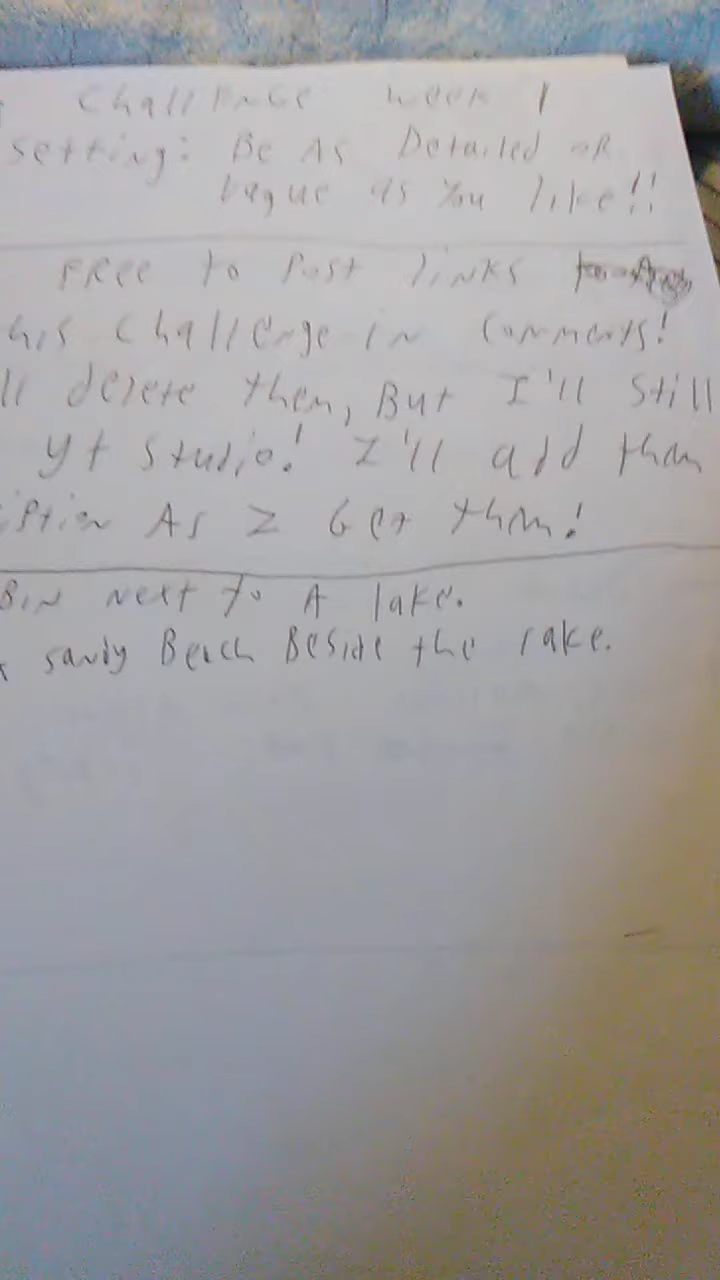 Challenge week 1
setting: Be As Detailed or
vague as you like!!
FREE to Post links
his challenge in comments!
ll delete them, But I'll still
yt studio! I'll add them
iption As I Get them!
Bin next to A lake.
sandy Beach Beside the lake.